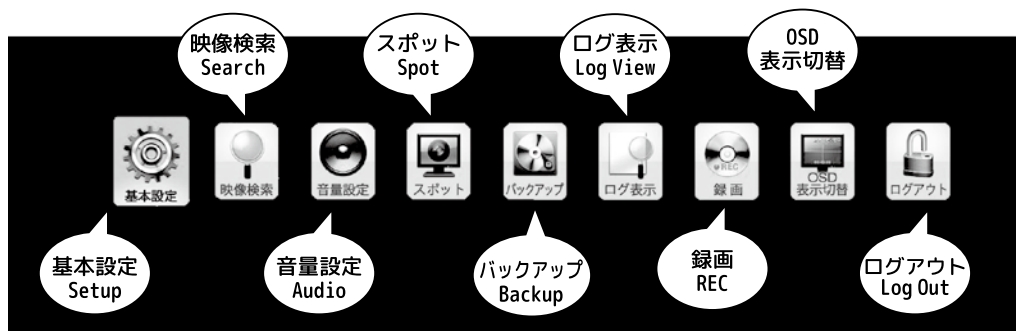 映像検索
Search
スポット
Spot
ログ表示
Log View
OSD
表示切替
基本設定
映像検索
音量設定
スポット
バックアップ
ログ表示
REC
録画
OSD
表示切替
ログアウト
基本設定
Setup
音量設定
Audio
バックアップ
Backup
録画
REC
ログアウト
Log Out